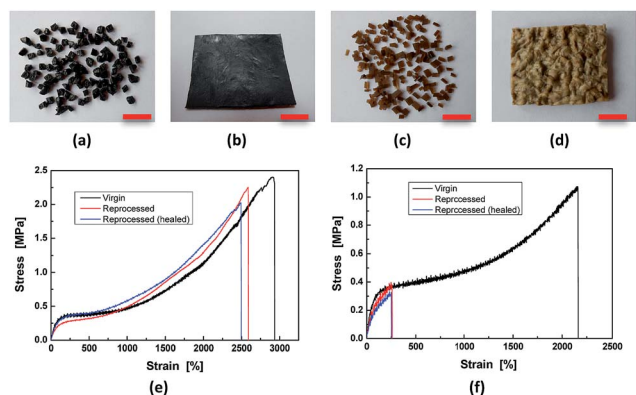 (a)
(b)
(c)
(d)
Virgin
Reprocessed
Reprocessed (healed)
Stress [MPa]
2.5
2.0
1.5
1.0
0.5
0.0
0
500
1000
1500
2000
2500
3000
Strain [%]
(e)
Virgin
Reprocessed
Reprccessed (healed)
Stress [MPa]
1.2
1.0
0.8
0.6
0.4
0.2
0.0
0
500
1000
1500
2000
2500
Strain [%]
(f)